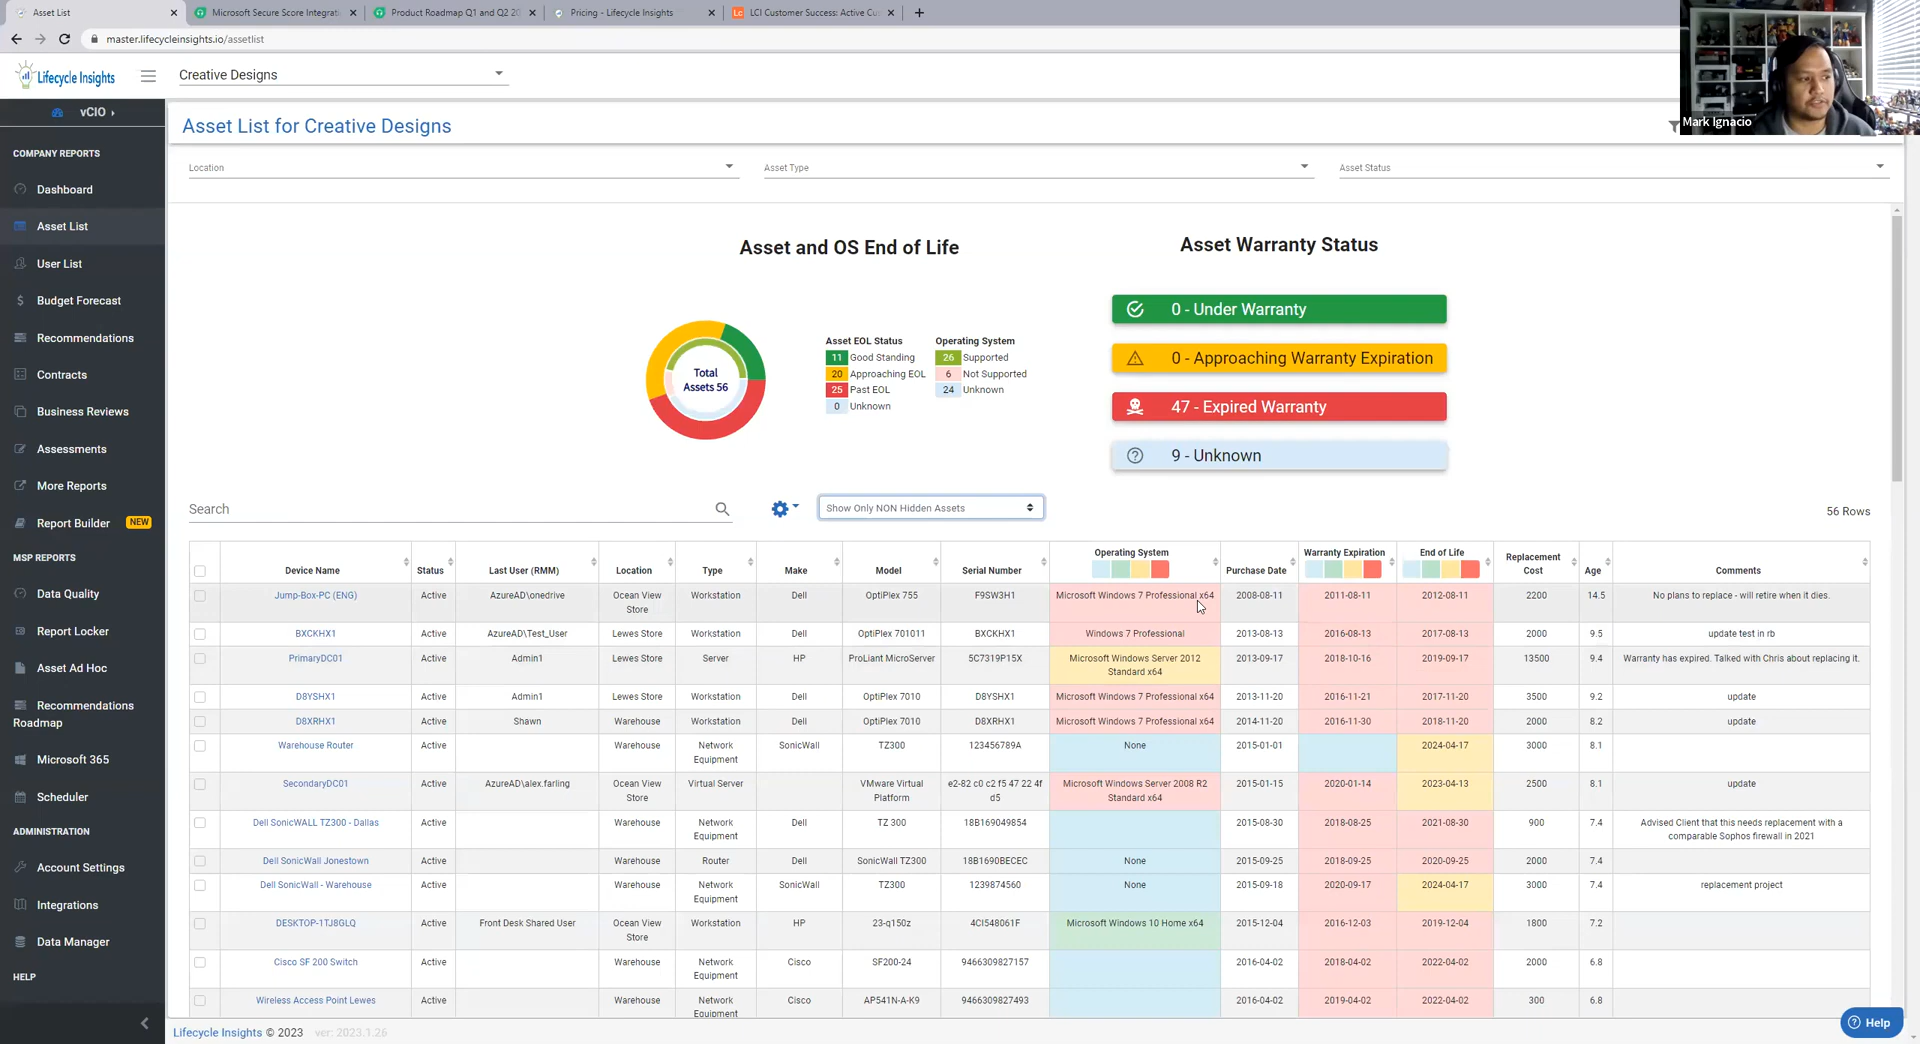 Asset List
Microsoft Secure Score Integrati
Product Roadmap Q1 and Q2 20
Pricing - Lifecycle Insights
LCI Customer Success: Active Cu
master.lifecycleinsights.io/assetlist
Lifecycle Insights
Creative Designs
Mark Ignacio
vCIO
COMPANY REPORTS
Dashboard
Asset List
User List
Budget Forecast
Recommendations
Contracts
Business Reviews
Assessments
More Reports
Report Builder NEW
MSP REPORTS
Data Quality
Report Locker
Asset Ad Hoc
Recommendations
Roadmap
Microsoft 365
Scheduler
ADMINISTRATION
Account Settings
Integrations
Data Manager
HELP
Asset List for Creative Designs
Location Asset Type Asset Status
Asset and OS End of Life
Total
Assets 56
Asset EOL Status Operating System
11 Good Standing 26 Supported
20 Approaching EOL 6 Not Supported
25 Past EOL 24 Unknown
0 Unknown
Asset Warranty Status
0 - Under Warranty
0 - Approaching Warranty Expiration
47 - Expired Warranty
9 - Unknown
Search
Show Only NON Hidden Assets
56 Rows
Device Name Status Last User (RMM) Location Type Make Model Serial Number Operating System Purchase Date Warranty Expiration End of Life Replacement Cost Age Comments
Jump-Box-PC (ENG) Active AzureAD\onedrive Ocean View Store Workstation Dell OptiPlex 755 F9SW3H1 Microsoft Windows 7 Professional x64 2008-08-11 2011-08-11 2012-08-11 2200 14.5 No plans to replace - will retire when it dies.
BXCKHX1 Active AzureAD\Test_User Lewes Store Workstation Dell OptiPlex 701011 BXCKHX1 Windows 7 Professional 2013-08-13 2016-08-13 2017-08-13 2000 9.5 update test in rb
PrimaryDC01 Active Admin1 Lewes Store Server HP ProLiant MicroServer 5C7319P15X Microsoft Windows Server 2012 Standard x64 2013-09-17 2018-10-16 2019-09-17 13500 9.4 Warranty has expired. Talked with Chris about replacing it.
D8YSHX1 Active Admin1 Lewes Store Workstation Dell OptiPlex 7010 D8YSHX1 Microsoft Windows 7 Professional x64 2013-11-20 2016-11-21 2017-11-20 3500 9.2 update
D8XRHX1 Active Shawn Warehouse Workstation Dell OptiPlex 7010 D8XRHX1 Microsoft Windows 7 Professional x64 2014-11-20 2016-11-30 2018-11-20 2000 8.2 update
Warehouse Router Active Warehouse Network Equipment SonicWall TZ300 123456789A None 2015-01-01 2024-04-17 3000 8.1
SecondaryDC01 Active AzureAD\alex.farling Ocean View Store Virtual Server VMware Virtual Platform e2-82 c0 c2 f5 47 22 4f d5 Microsoft Windows Server 2008 R2 Standard x64 2015-01-15 2020-01-14 2023-04-13 2500 8.1 update
Dell SonicWALL TZ300 - Dallas Active Warehouse Network Equipment Dell TZ 300 18B169049854 2015-08-30 2018-08-25 2021-08-30 900 7.4 Advised Client that this needs replacement with a comparable Sophos firewall in 2021
Dell SonicWall Jonestown Active Warehouse Router Dell SonicWall TZ300 18B1690BECEC None 2015-09-25 2018-09-25 2020-09-25 2000 7.4
Dell SonicWall - Warehouse Active Warehouse Network Equipment SonicWall TZ300 1239874560 None 2015-09-18 2020-09-17 2024-04-17 3000 7.4 replacement project
DESKTOP-1TJ8GLQ Active Front Desk Shared User Ocean View Store Workstation HP 23-q150z 4CI548061F Microsoft Windows 10 Home x64 2015-12-04 2016-12-03 2019-12-04 1800 7.2
Cisco SF 200 Switch Active Warehouse Network Equipment Cisco SF200-24 9466309827157 2016-04-02 2018-04-02 2022-04-02 2000 6.8
Wireless Access Point Lewes Active Warehouse Network Equipment Cisco AP541N-A-K9 9466309827493 2016-04-02 2019-04-02 2022-04-02 300 6.8
Lifecycle Insights © 2023 ver: 2023.1.26
Help